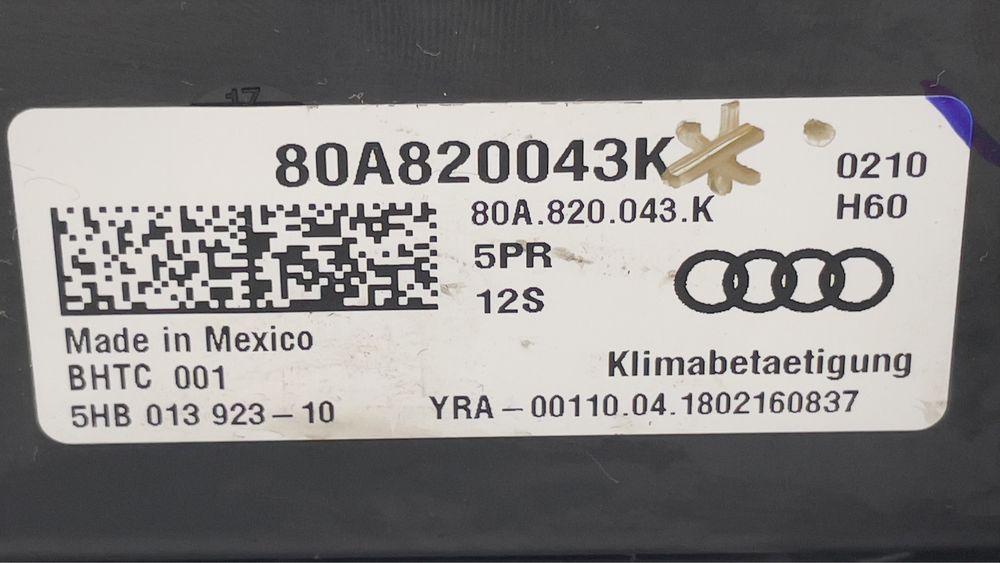 17
80A820043K
0210
80A.820.043.K
H60
5PR
12S
Made in Mexico
BHTC 001
Klimabetaetigung
5HB 013 923-10
YRA-00110.04.1802160837